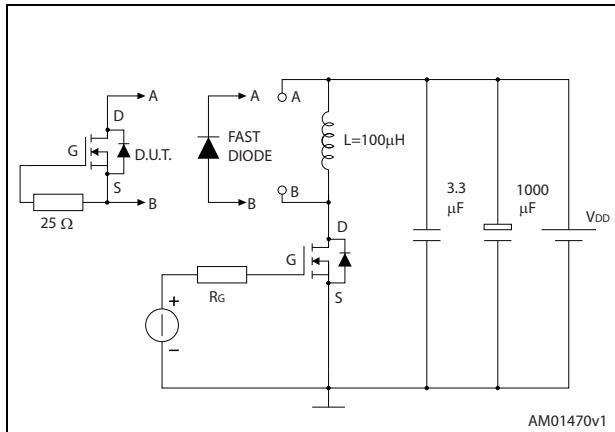 A
D
G
D.U.T.
S
B
25 Ω
A
FAST
DIODE
B
A
L=100μH
B
D
G
S
RG
+
−
3.3
μF
1000
μF
VDD
AM01470v1